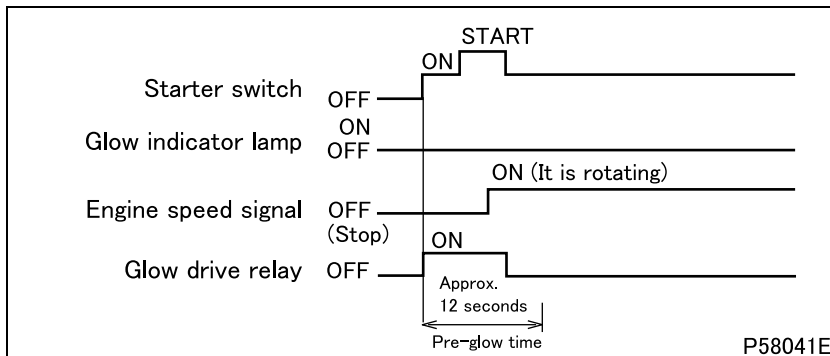 START
ON
Starter switch OFF
ON
Glow indicator lamp OFF
ON (It is rotating)
Engine speed signal OFF
(Stop)
ON
Glow drive relay OFF
Approx.
12 seconds
Pre-glow time
P58041E